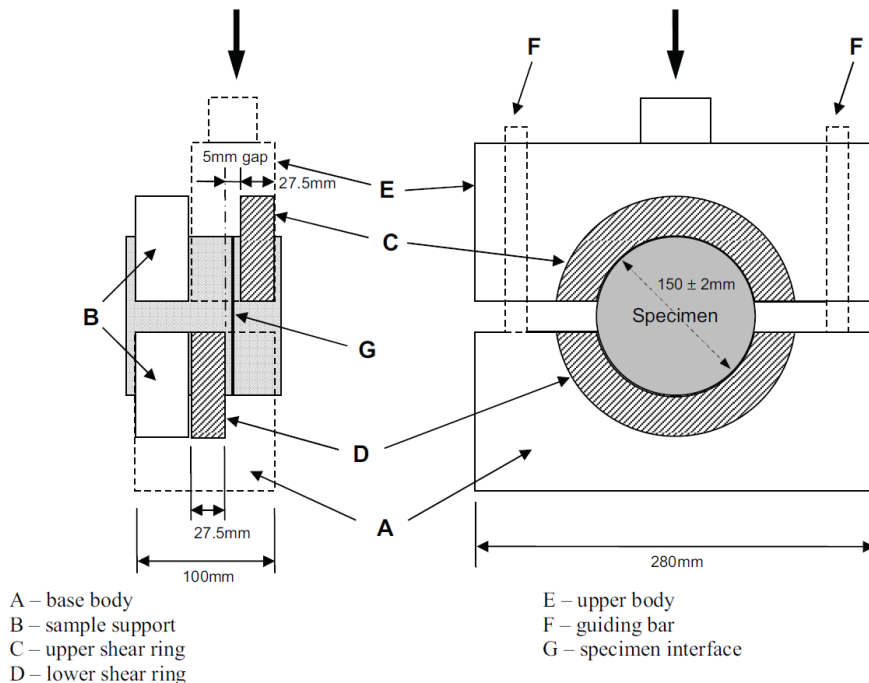 F
F
5mm gap
27.5mm
E
C
150 ± 2mm
B
Specimen
G
D
A
27.5mm
100mm
280mm
A – base body
B – sample support
C – upper shear ring
D – lower shear ring
E – upper body
F – guiding bar
G – specimen interface